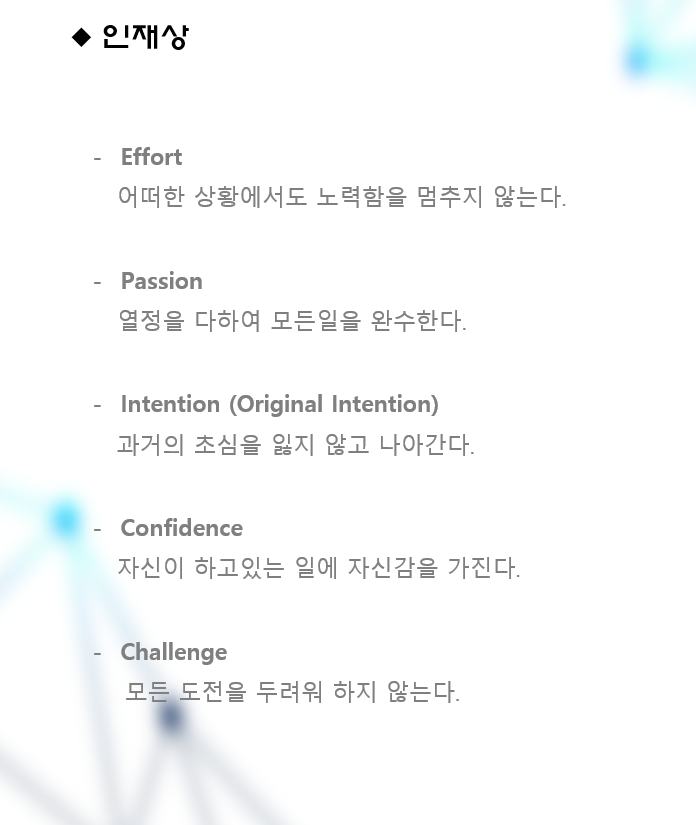 ◆ 인재상
- Effort
어떠한 상황에서도 노력함을 멈추지 않는다.
- Passion
열정을 다하여 모든일을 완수한다.
- Intention (Original Intention)
과거의 초심을 잃지 않고 나아간다.
- Confidence
자신이 하고있는 일에 자신감을 가진다.
- Challenge
모든 도전을 두려워 하지 않는다.